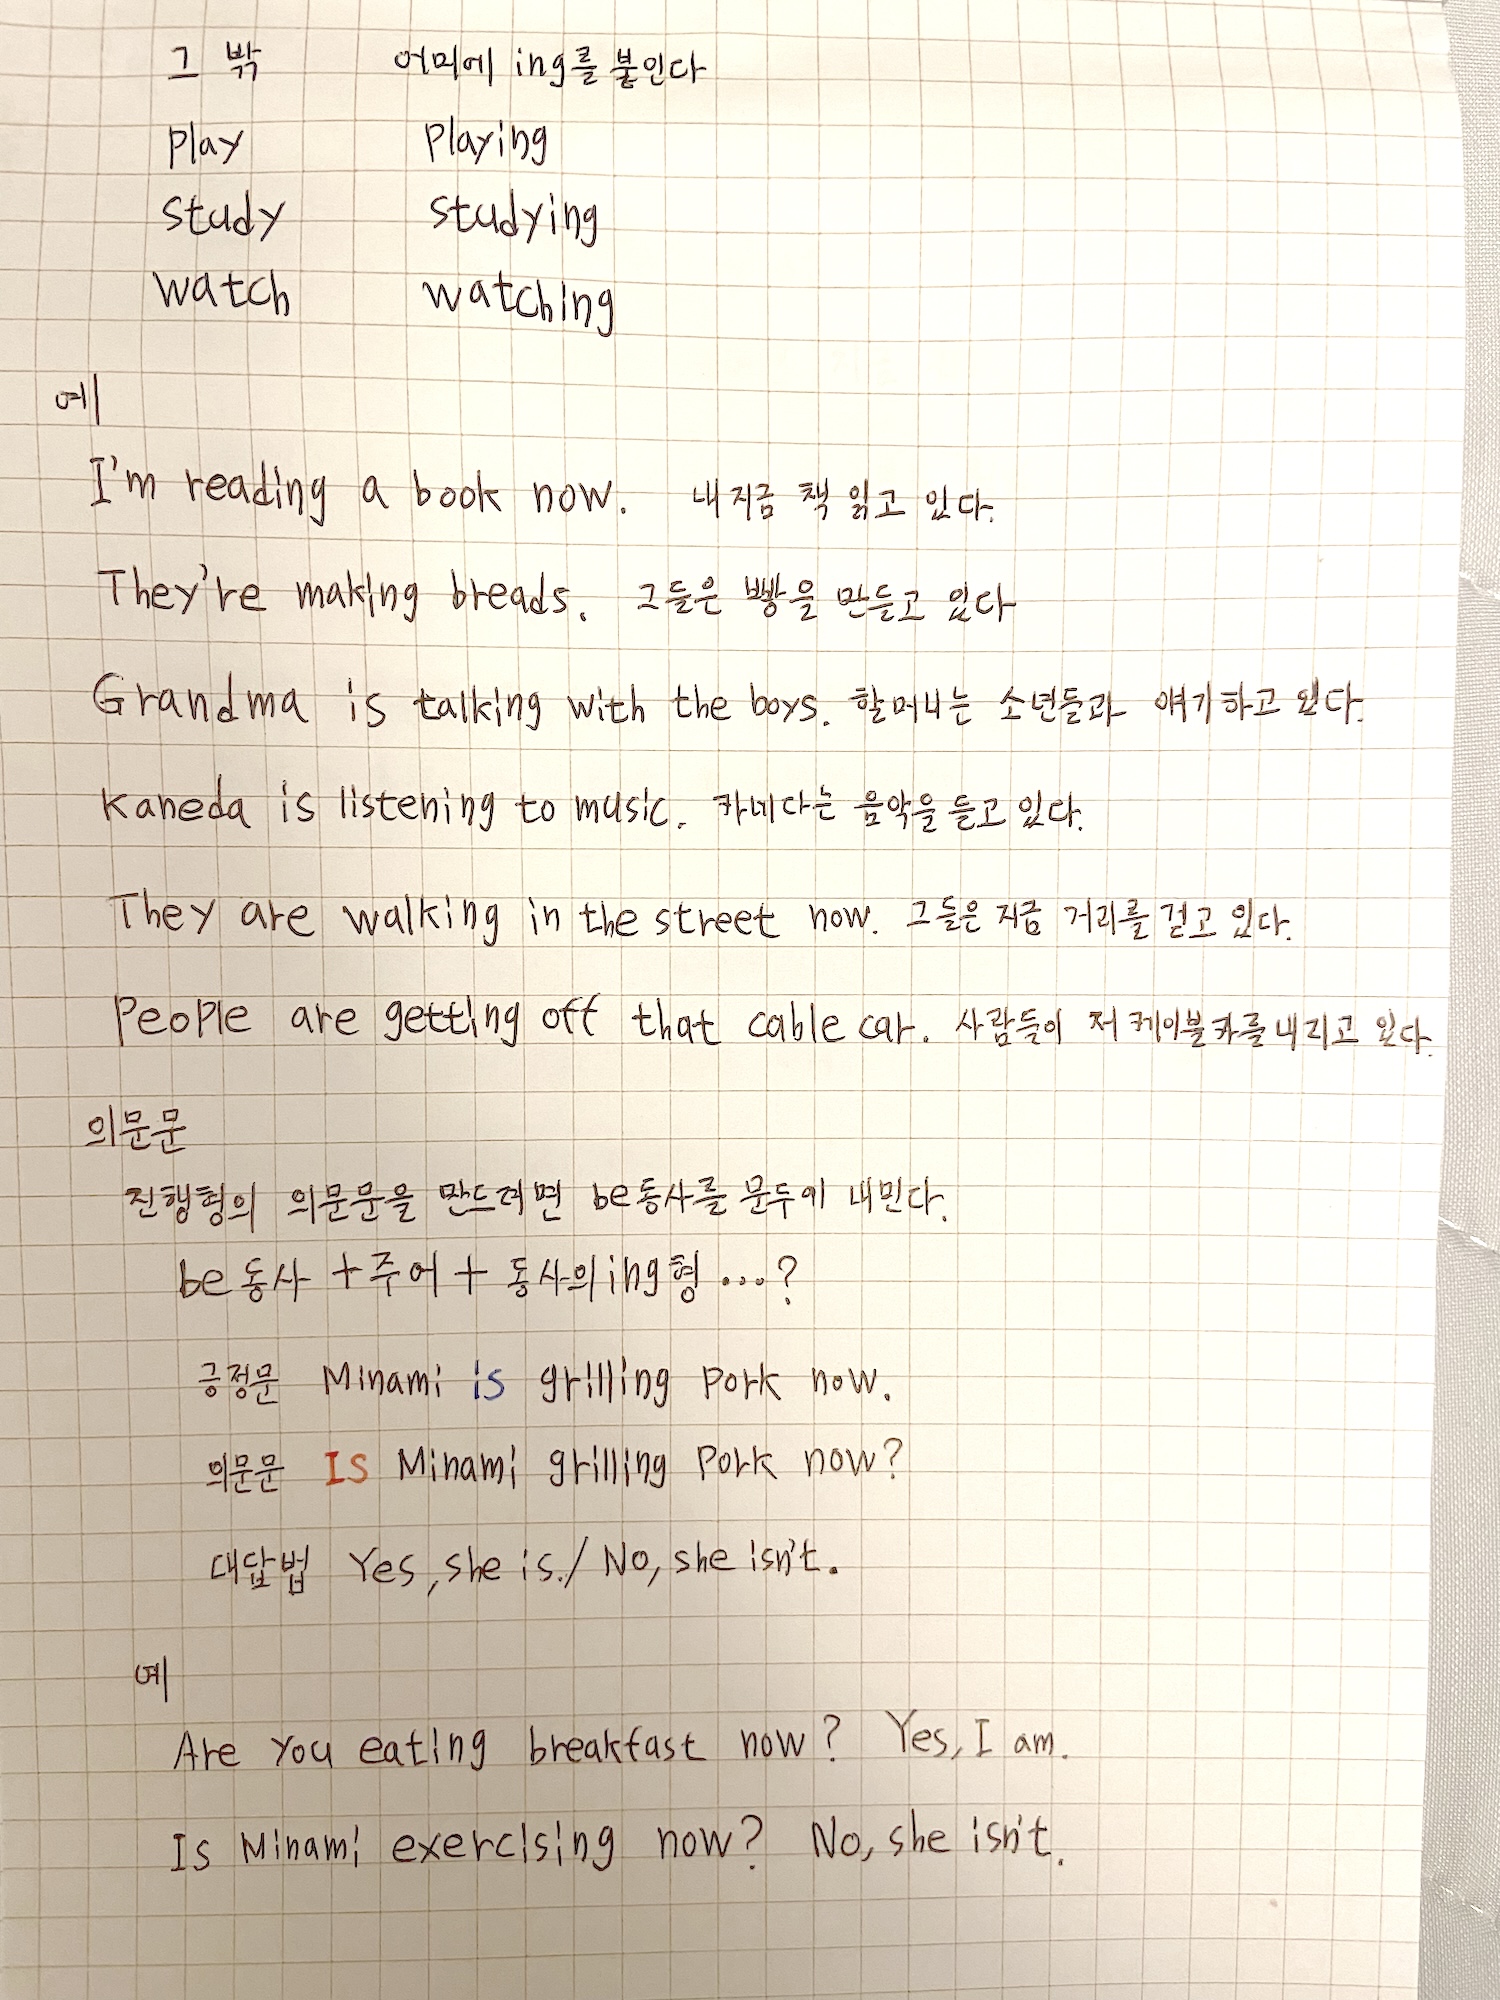 그 밖 어미에 ing를 붙인다
play playing
study studying
watch watching
예
I'm reading a book now. 내 지금 책 읽고 있다.
They're making breads. 그들은 빵을 만들고 있다
Grandma is talking with the boys. 할머니는 소년들과 얘기하고 있다.
Kaneda is listening to music. 카네다는 음악을 듣고 있다.
They are walking in the street now. 그들은 지금 거리를 걷고 있다.
People are getting off that cable car. 사람들이 저 케이블카를 내리고 있다.
의문문
진행형의 의문문을 만드려면 be동사를 문두에 내민다.
be동사 + 주어 + 동사의 ing형 ...?
긍정문 Minami is grilling pork now.
의문문 Is Minami grilling pork now?
대답법 Yes, she is. / No, she isn't.
예
Are you eating breakfast now? Yes, I am.
Is Minami exercising now? No, she isn't.